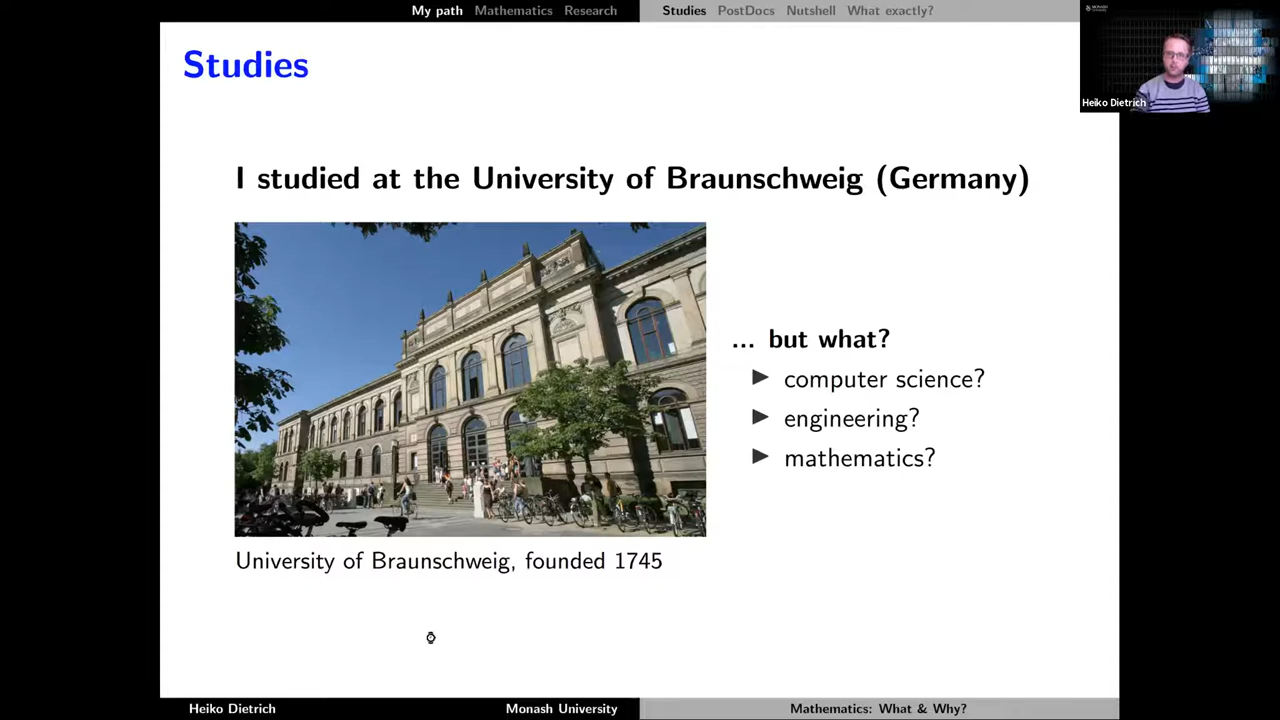 My path Mathematics Research Studies PostDocs Nutshell What exactly?
MONASH
Heiko Dietrich
Studies
I studied at the University of Braunschweig (Germany)
... but what?
computer science?
engineering?
mathematics?
University of Braunschweig, founded 1745
Heiko Dietrich Monash University Mathematics: What & Why?